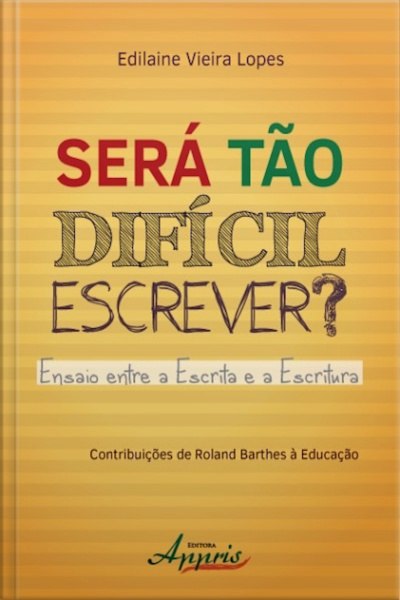 Edilaine Vieira Lopes
SERÁ TÃO
DIFÍCIL
ESCREVER?
Ensaio entre a Escrita e a Escritura
Contribuições de Roland Barthes à Educação
EDITORA
Appris